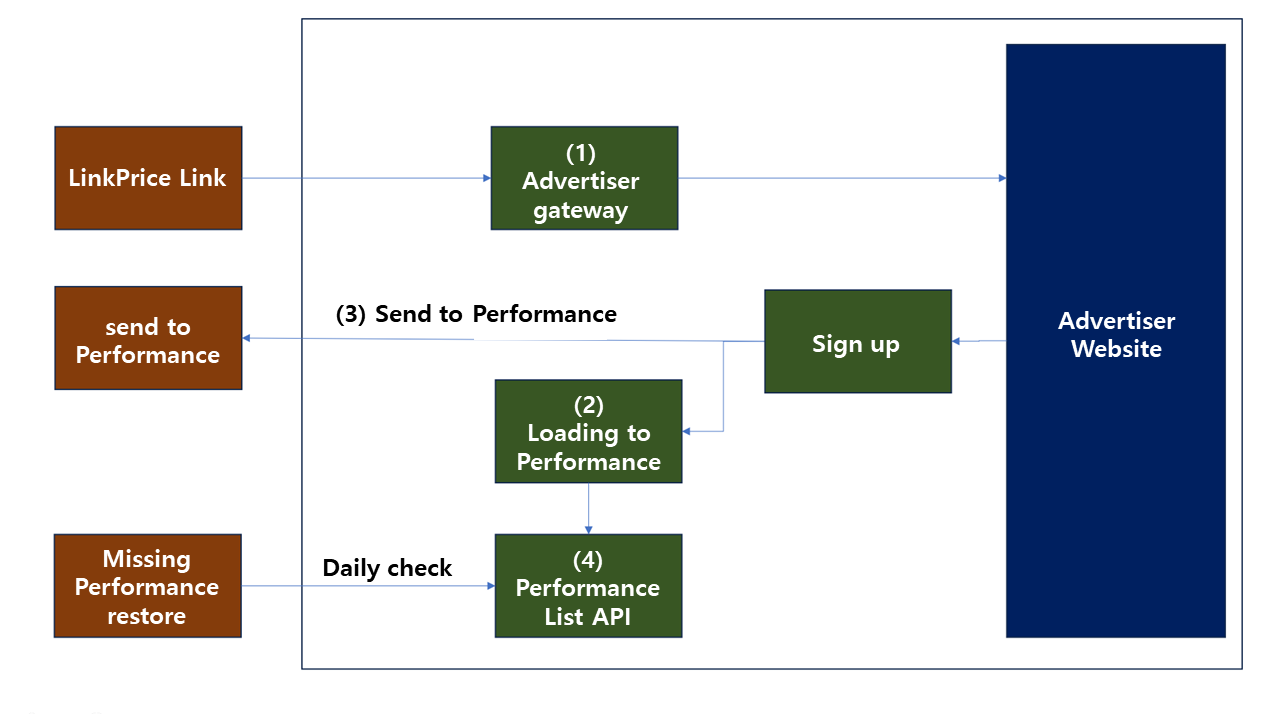 LinkPrice Link
(1)
Advertiser
gateway
(3) Send to Performance
send to
Performance
Sign up
Advertiser
Website
(2)
Loading to
Performance
Missing
Performance
restore
Daily check
(4)
Performance
List API